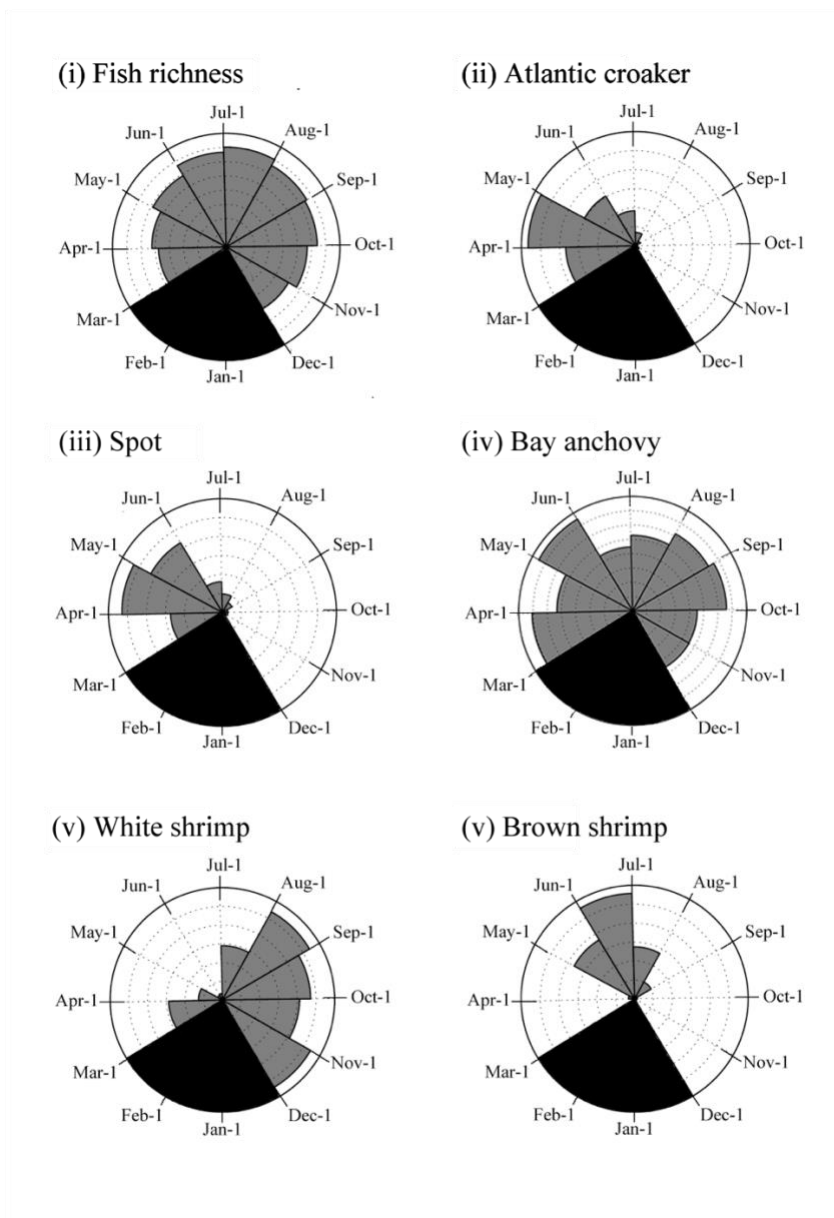 (i) Fish richness
(ii) Atlantic croaker
Jul-1
Jun-1
Aug-1
May-1
Sep-1
Apr-1
Oct-1
Mar-1
Nov-1
Feb-1
Dec-1
Jan-1
Jul-1
Jun-1
Aug-1
May-1
Sep-1
Apr-1
Oct-1
Mar-1
Nov-1
Feb-1
Dec-1
Jan-1
(iii) Spot
(iv) Bay anchovy
Jul-1
Jun-1
Aug-1
May-1
Sep-1
Apr-1
Oct-1
Mar-1
Nov-1
Feb-1
Dec-1
Jan-1
Jul-1
Jun-1
Aug-1
May-1
Sep-1
Apr-1
Oct-1
Mar-1
Nov-1
Feb-1
Dec-1
Jan-1
(v) White shrimp
(v) Brown shrimp
Jul-1
Jun-1
Aug-1
May-1
Sep-1
Apr-1
Oct-1
Mar-1
Nov-1
Feb-1
Dec-1
Jan-1
Jul-1
Jun-1
Aug-1
May-1
Sep-1
Apr-1
Oct-1
Mar-1
Nov-1
Feb-1
Dec-1
Jan-1